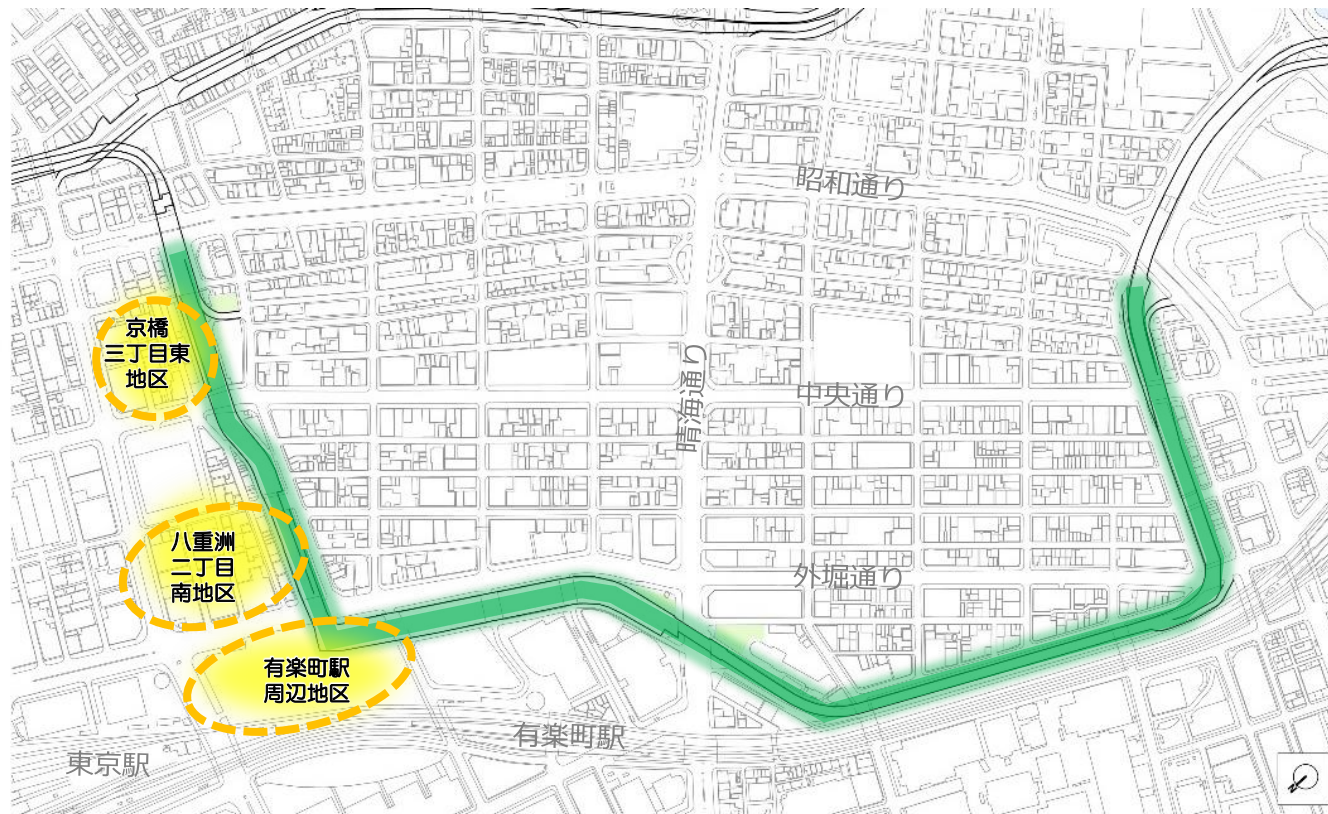 昭和通り
京橋
三丁目東
地区
晴海通り
中央通り
八重洲
二丁目
南地区
外堀通り
有楽町駅
周辺地区
有楽町駅
東京駅